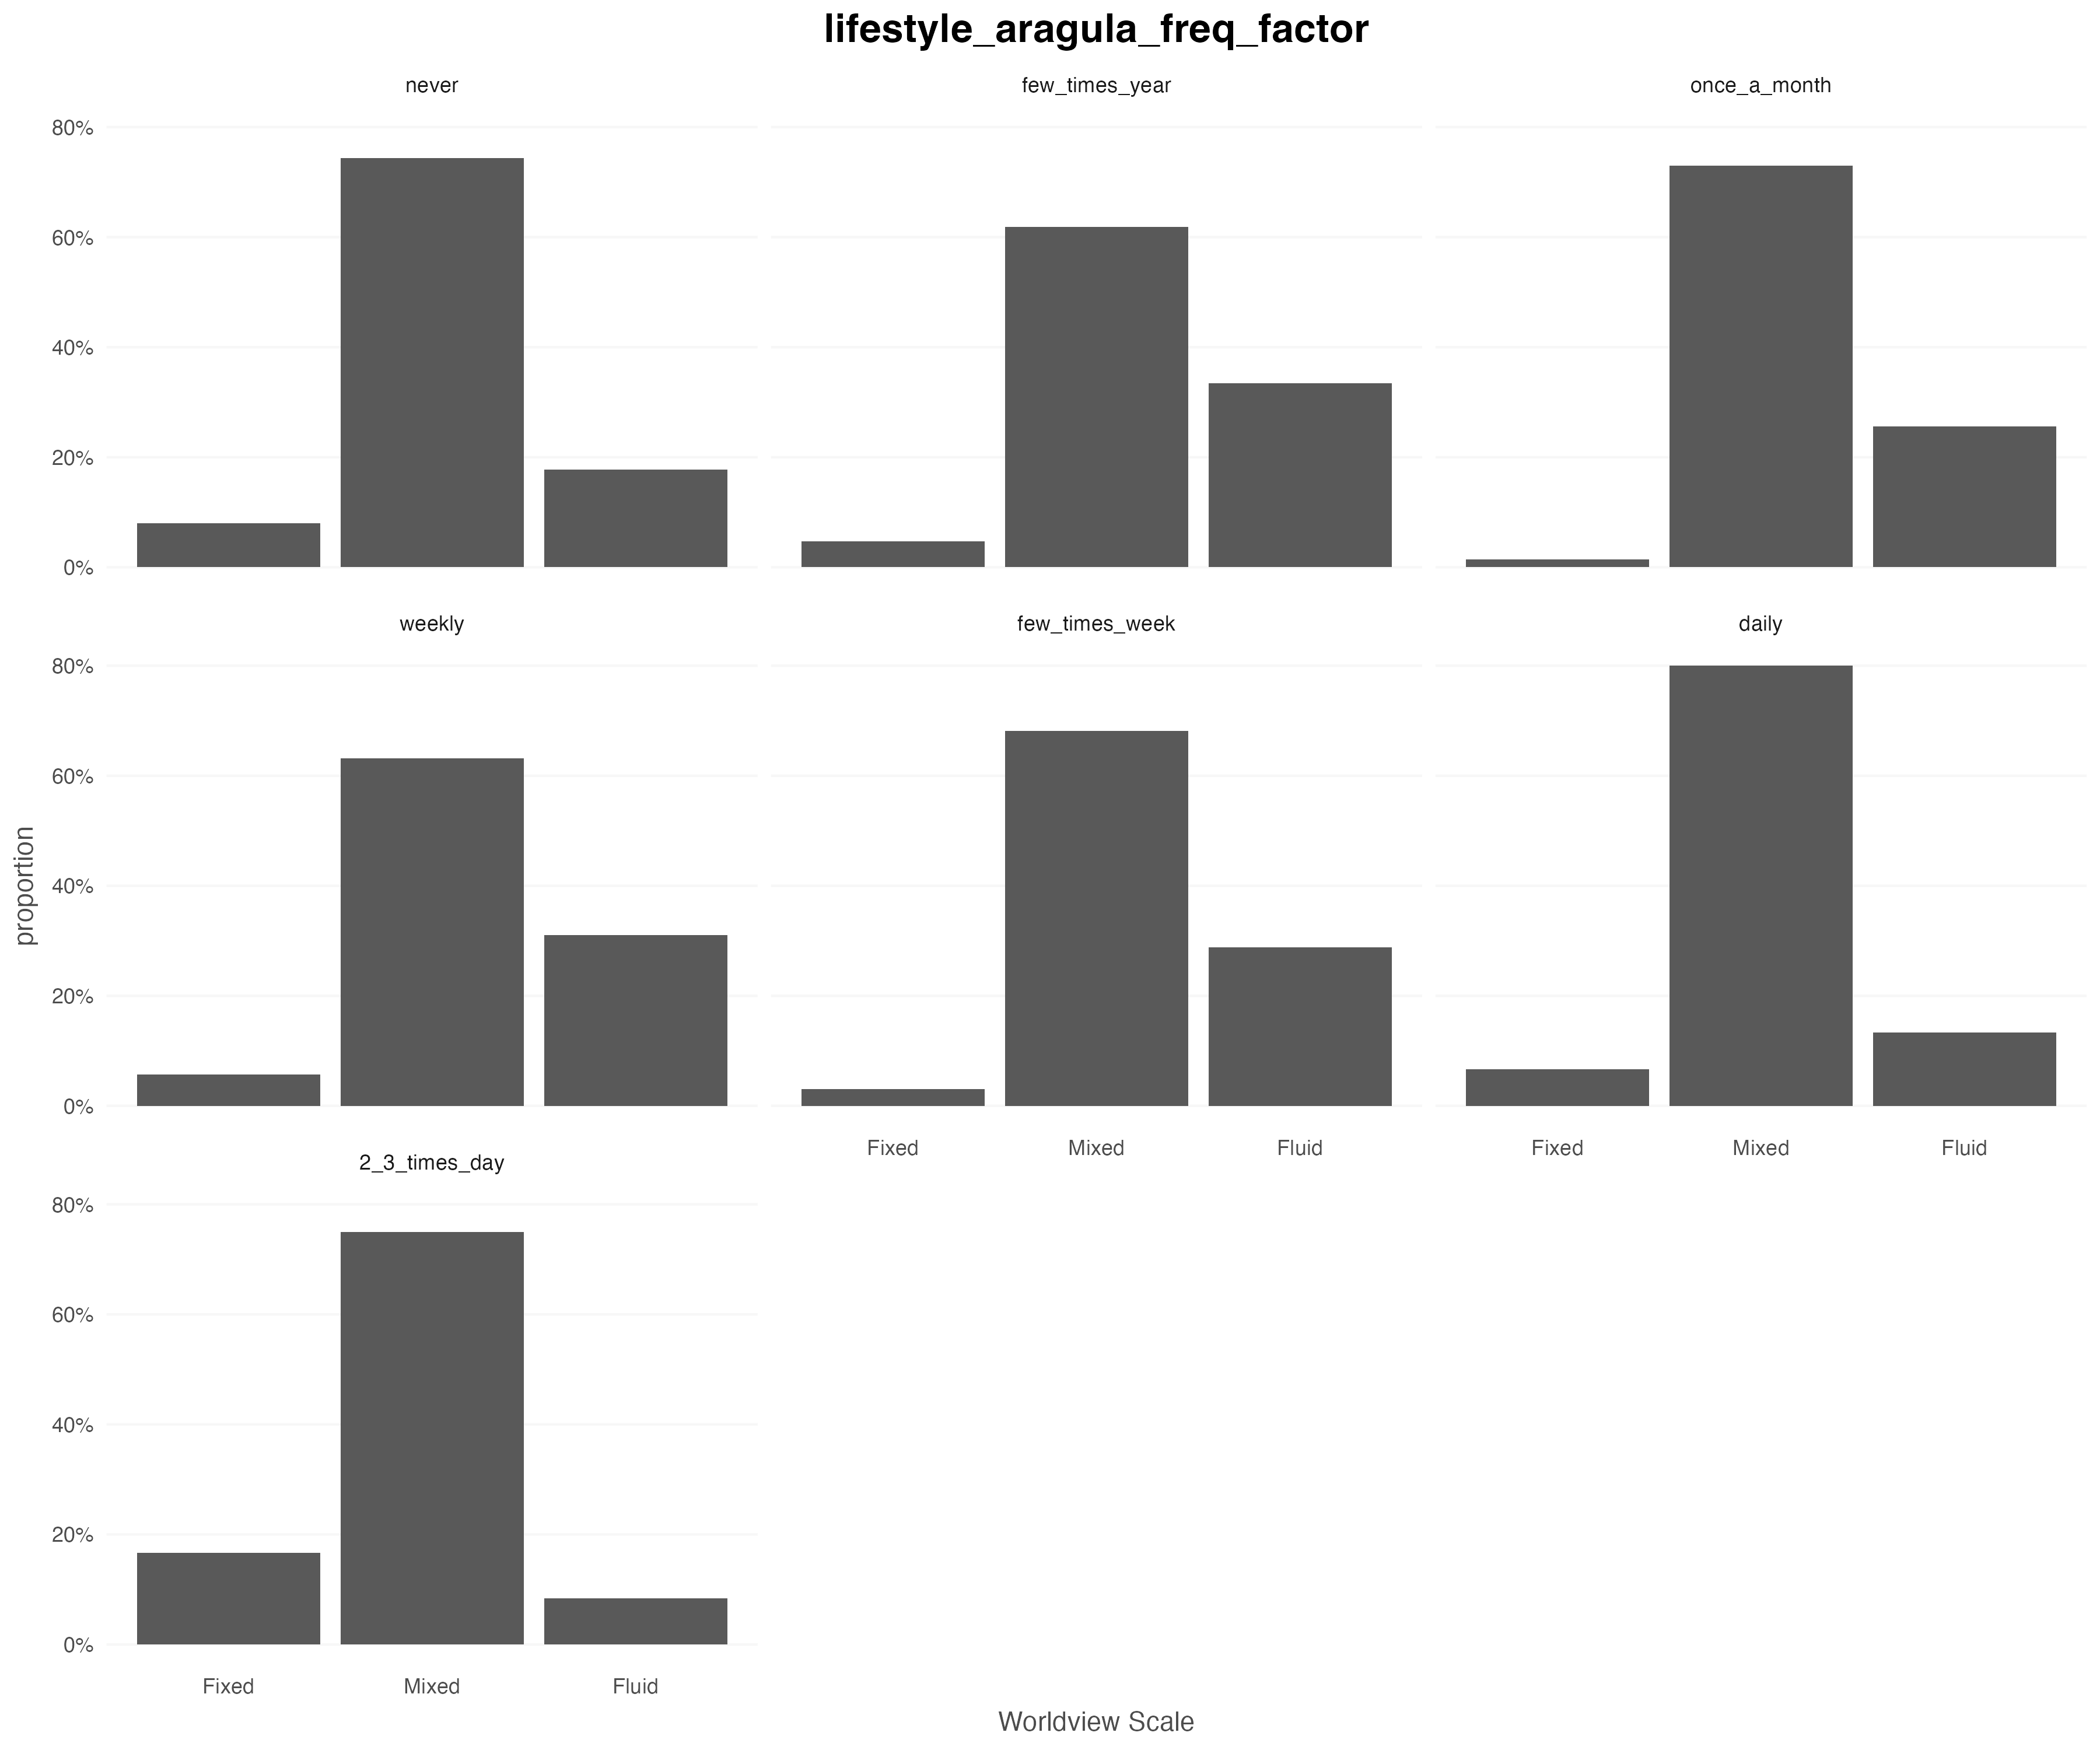 lifestyle_aragula_freq_factor
never few_times_year once_a_month
80%
60%
40%
20%
0%
weekly few_times_week daily
80%
60%
40%
20%
0%
Fixed Mixed Fluid Fixed Mixed Fluid
2_3_times_day
80%
60%
40%
20%
0%
Fixed Mixed Fluid
Worldview Scale
proportion